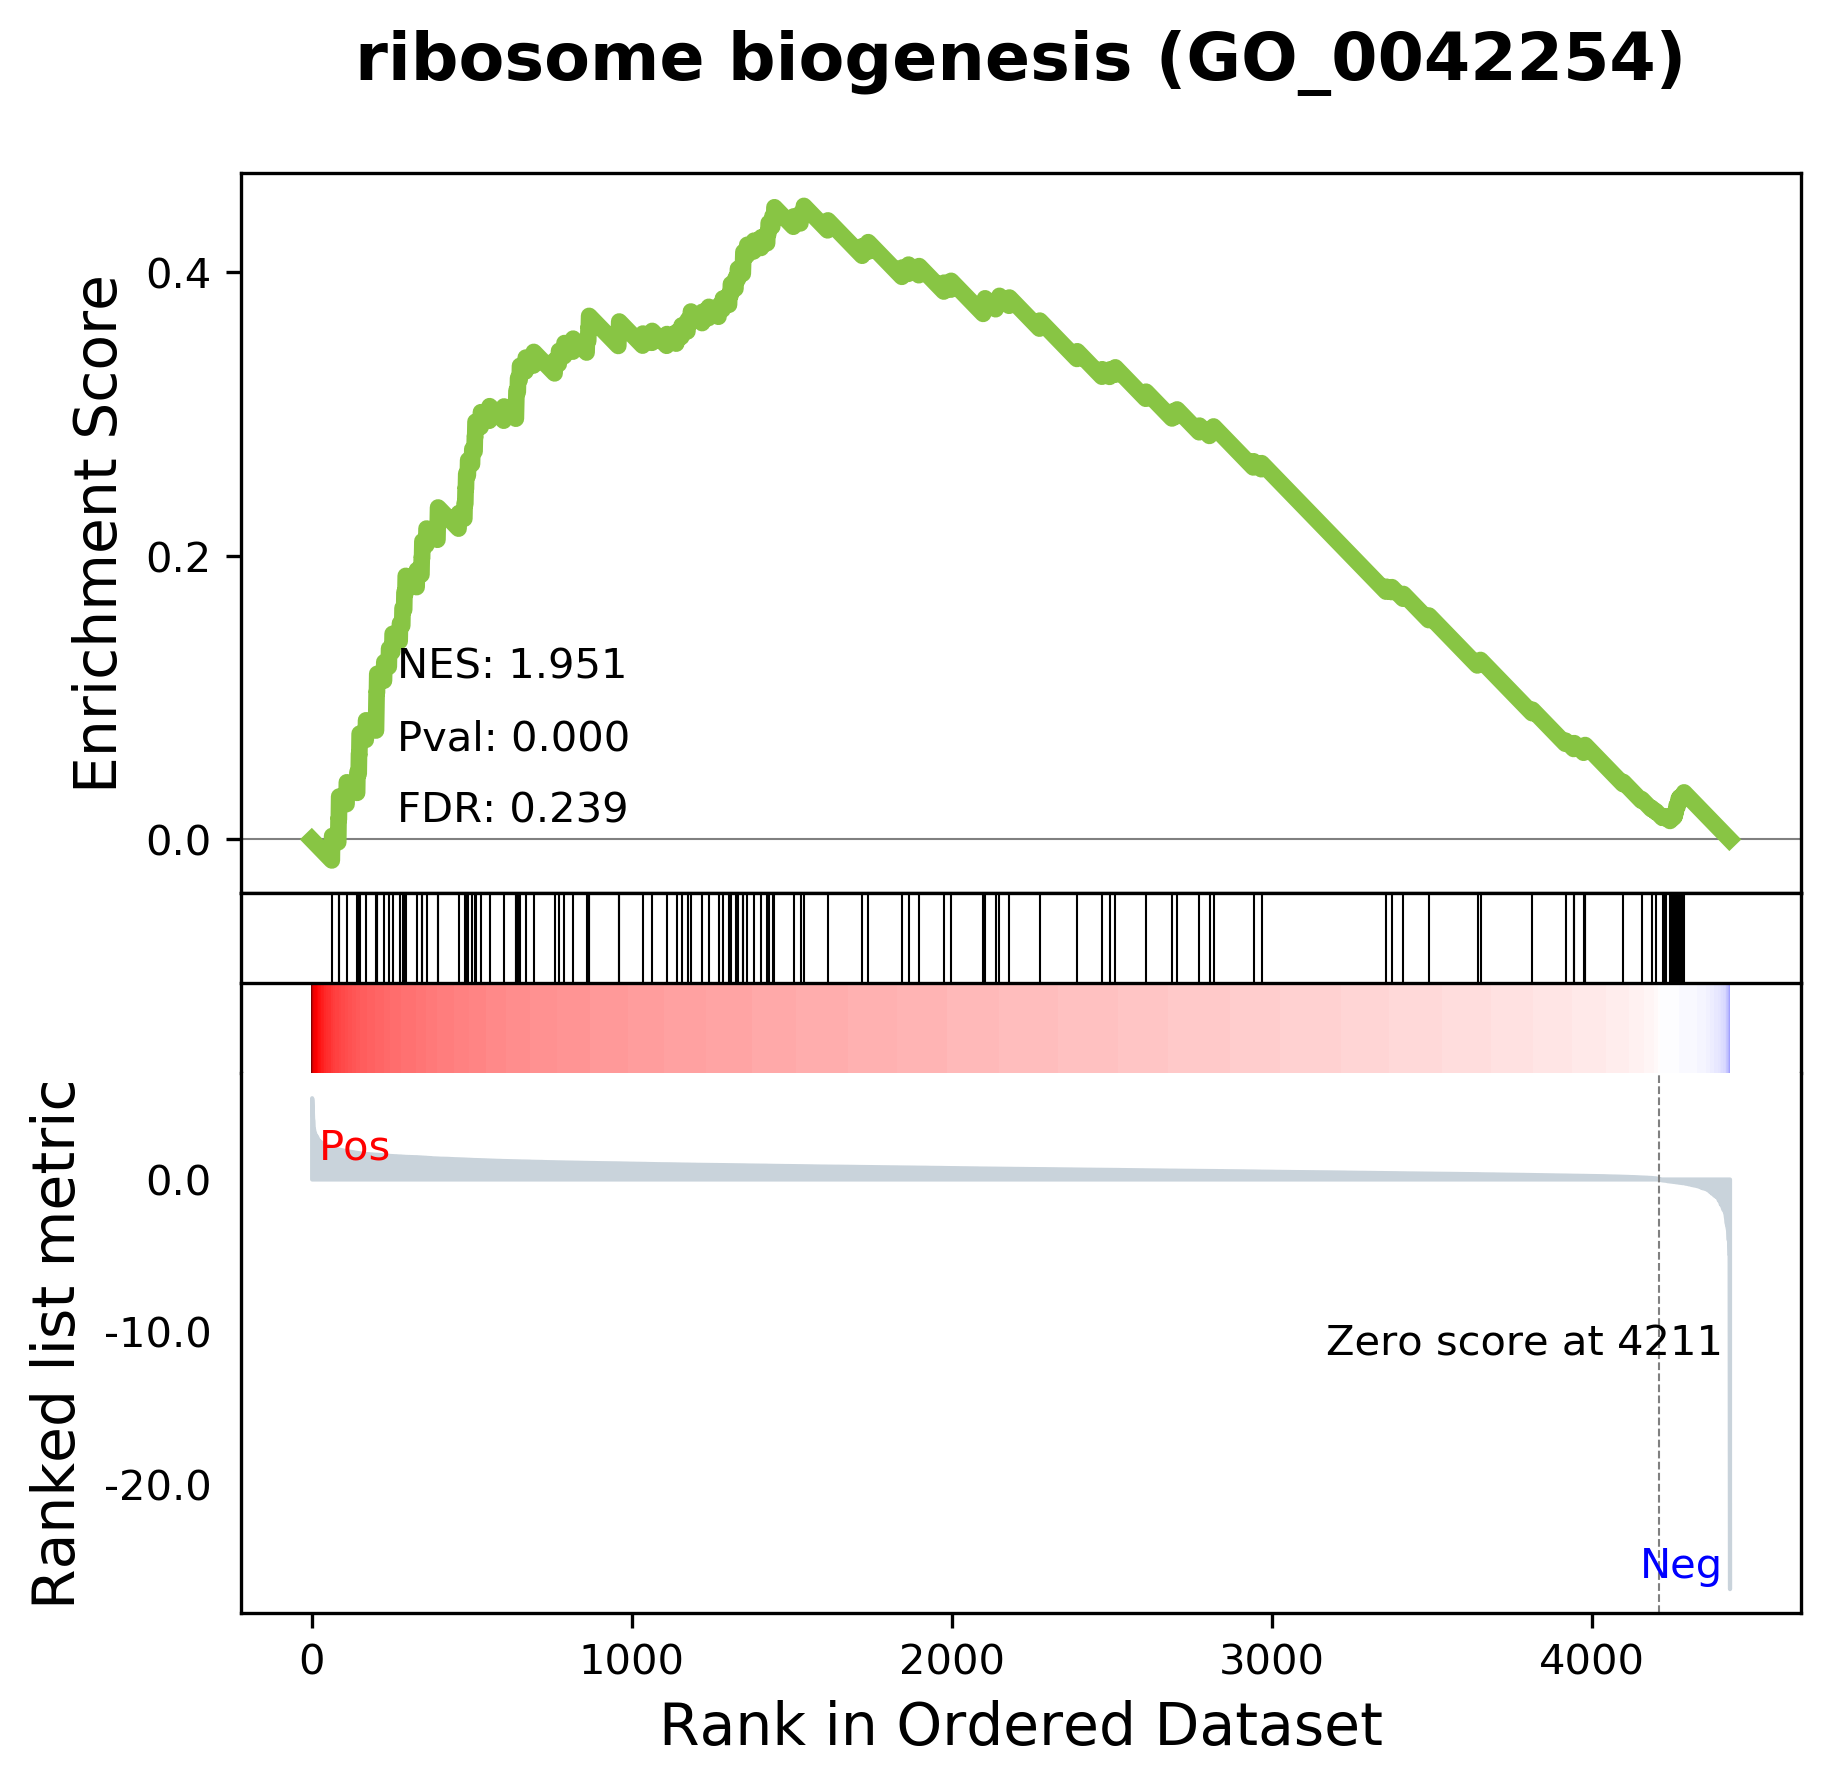 ribosome biogenesis (GO_0042254)
Enrichment Score
0.4
0.2
0.0
NES: 1.951
Pval: 0.000
FDR: 0.239
Ranked list metric
0.0
-10.0
-20.0
Pos
Zero score at 4211
Neg
0 1000 2000 3000 4000
Rank in Ordered Dataset